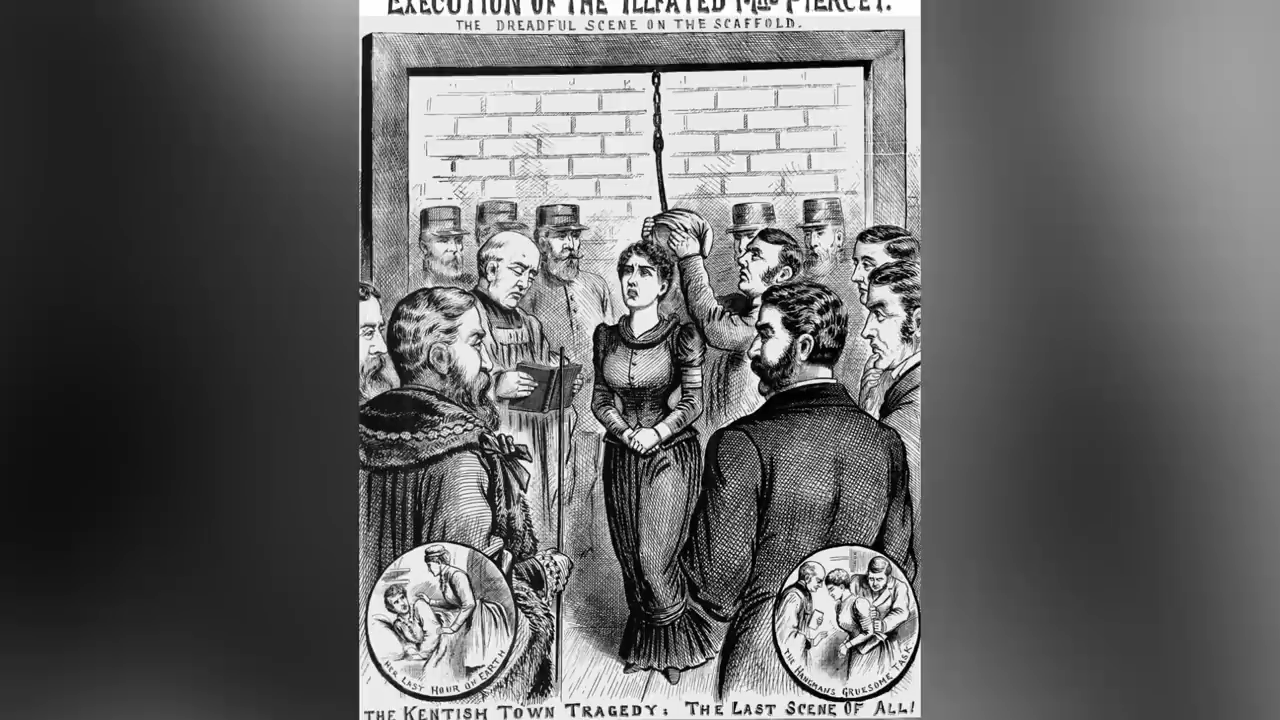 EXECUTION OF THE ILLFATED MRS PIERCEY.
THE DREADFUL SCENE ON THE SCAFFOLD.
HER LAST HOUR ON EARTH
THE HANGMANS GRUESOME TASK
THE KENTISH TOWN TRAGEDY: THE LAST SCENE OF ALL!